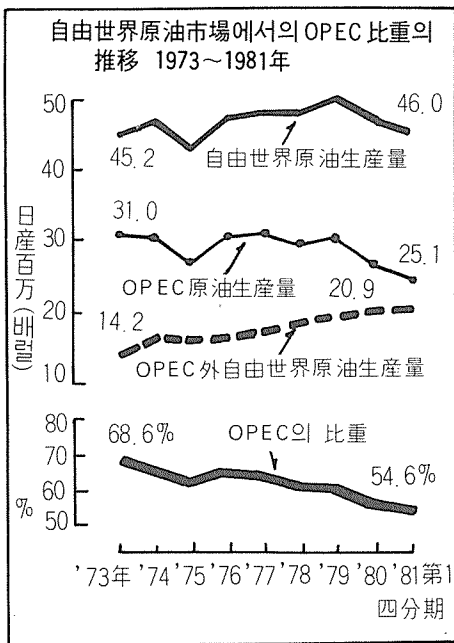 自由世界原油市場에서의 OPEC 比重의
推移 1973~1981年
50
46.0
40
45.2
自由世界原油生産量
31.0
30
25.1
OPEC 原油生産量
20.9
20
14.2
10
OPEC外自由世界原油生産量
日産百万(배럴)
80
68.6%
OPEC의 比重
70
54.6%
60
%
50
'73年 '74 '75 '76 '77 '78 '79 '80 '81第1
四分期